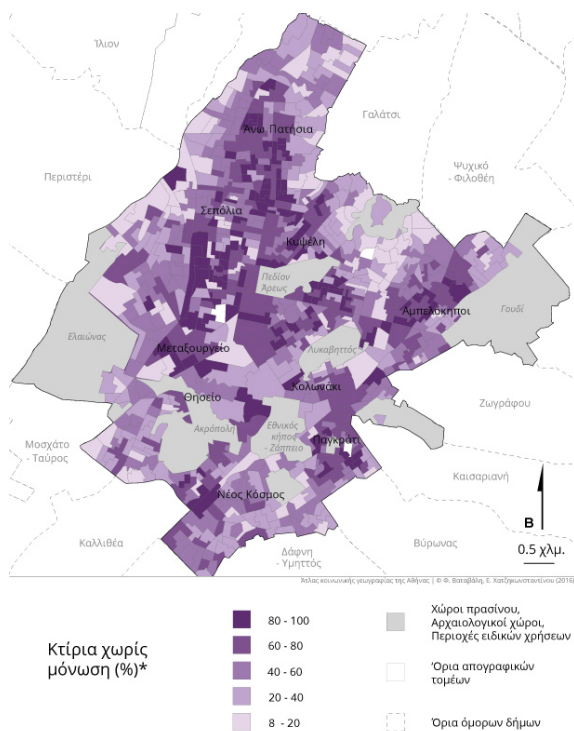 Ίλιον
Γαλάτσι
Άνω Πατήσια
Ψυχικό
- Φιλοθέη
Περιστέρι
Σεπόλια
Κυψέλη
Πεδίον
Άρεως
Αμπελόκηποι
Γουδί
Ελαιώνας
Μεταξουργείο
Λυκαβηττός
Κολωνάκι
Θησείο
Ζωγράφου
Ακρόπολη
Εθνικός
κήπος
- Ζάππειο
Παγκράτι
Μοσχάτο
- Ταύρος
Καισαριανή
Νέος Κόσμος
Β
Καλλιθέα
Δάφνη
- Υμηττός
Βύρωνας
0.5 χλμ.
Άτλας κοινωνικής γεωγραφίας της Αθήνας | © Φ. Βαταβάλη, Ε. Χατζηκωνσταντίνου (2016)
Κτίρια χωρίς
μόνωση (%)*
80 - 100
60 - 80
40 - 60
20 - 40
8 - 20
Χώροι πρασίνου,
Αρχαιολογικοί χώροι,
Περιοχές ειδικών χρήσεων
Όρια απογραφικών
τομέων
Όρια όμορων δήμων